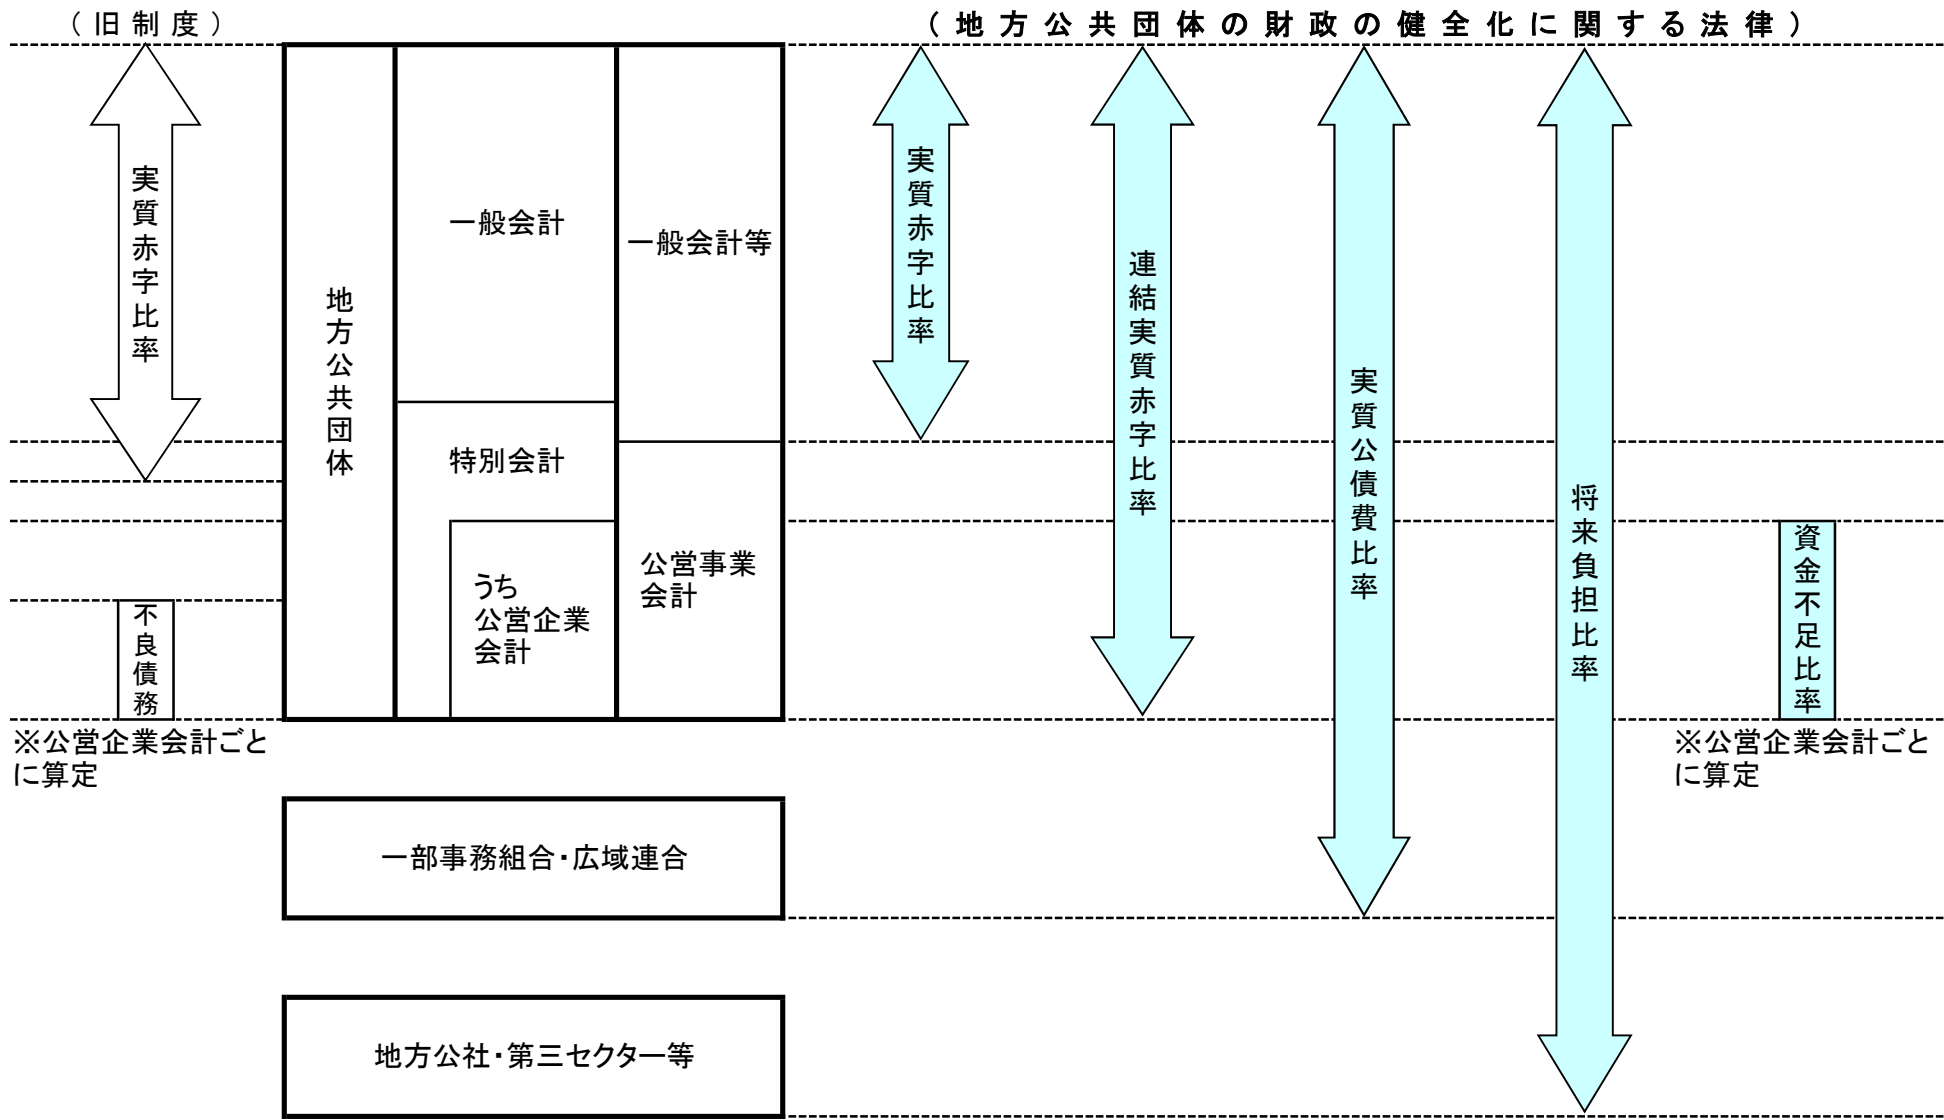 （旧制度）
（地方公共団体の財政の健全化に関する法律）
実質赤字比率
不良債務
※公営企業会計ごと
に算定
地方公共団体
一般会計
特別会計
うち
公営企業
会計
一般会計等
公営事業
会計
一部事務組合・広域連合
地方公社・第三セクター等
実質赤字比率
連結実質赤字比率
実質公債費比率
将来負担比率
資金不足比率
※公営企業会計ごと
に算定